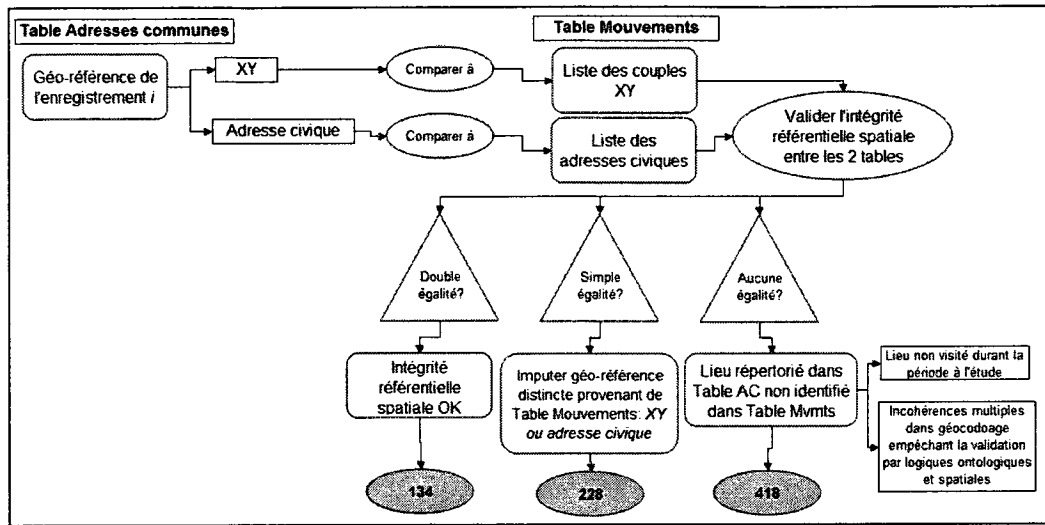 Table Adresses communes
Table Mouvements
Géo-référence de
l'enregistrement i
XY
Comparer à
Liste des couples
XY
Adresse civique
Comparer à
Liste des
adresses civiques
Valider l'intégrité
référentielle spatiale
entre les 2 tables
Double
égalité?
Simple
égalité?
Aucune
égalité?
Intégrité
référentielle
spatiale OK
Imputer géo-référence
distincte provenant de
Table Mouvements: XY
ou adresse civique
Lieu répertorié dans
Table AC non identifié
dans Table Mvmts
Lieu non visité durant la
période à l'étude
Incohérences multiples
dans géocodoage
empêchant la validation
par logiques ontologiques
et spatiales
134
228
418